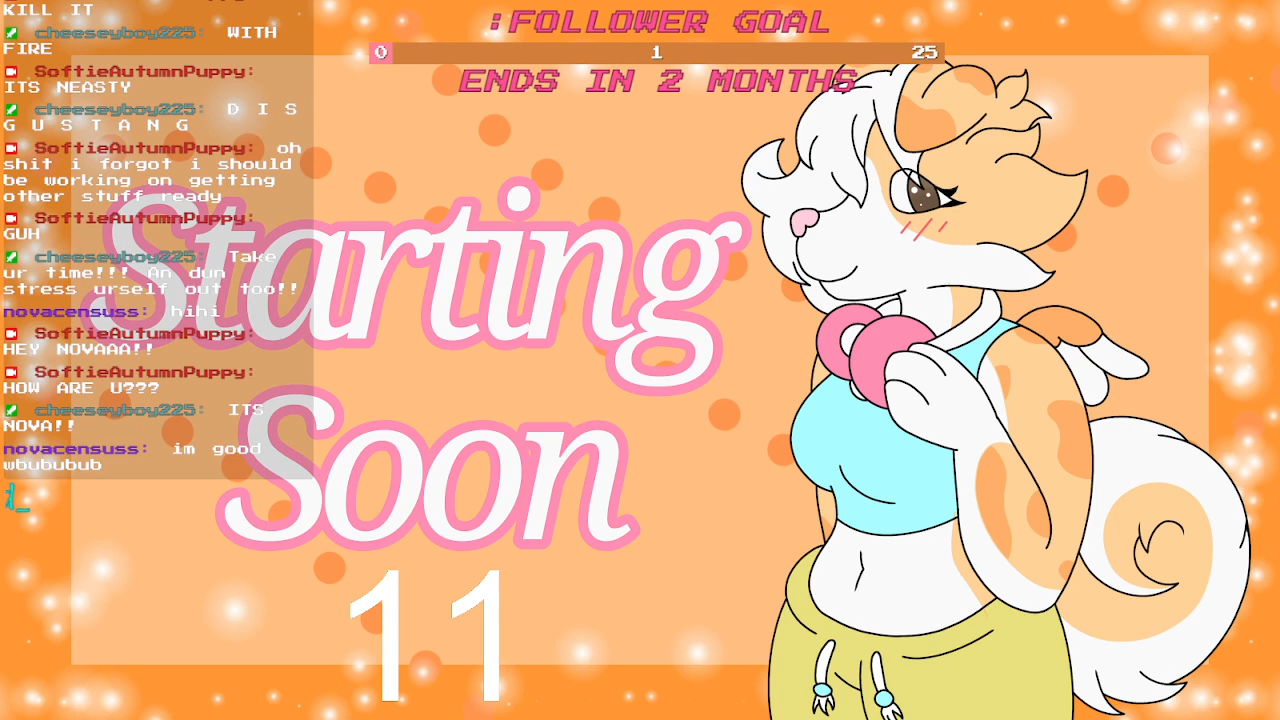 KILL IT
cheeseyboy225: WITH
FIRE
SoftieAutumnPuppy:
ITS NEASTY
cheeseyboy225: D I S
G U S T A N G
SoftieAutumnPuppy: oh
shit i forgot i should
be working on getting
other stuff ready
SoftieAutumnPuppy:
GUH
cheeseyboy225: Take
ur time!!! An dun
stress urself out too!!
novacensuss: hihi
SoftieAutumnPuppy:
HEY NOVAAA!!
SoftieAutumnPuppy:
HOW ARE U???
cheeseyboy225: ITS
NOVA!!
novacensuss: im good
wbububub
:FOLLOWER GOAL
0 1 25
ENDS IN 2 MONTHS
Starting
Soon
11